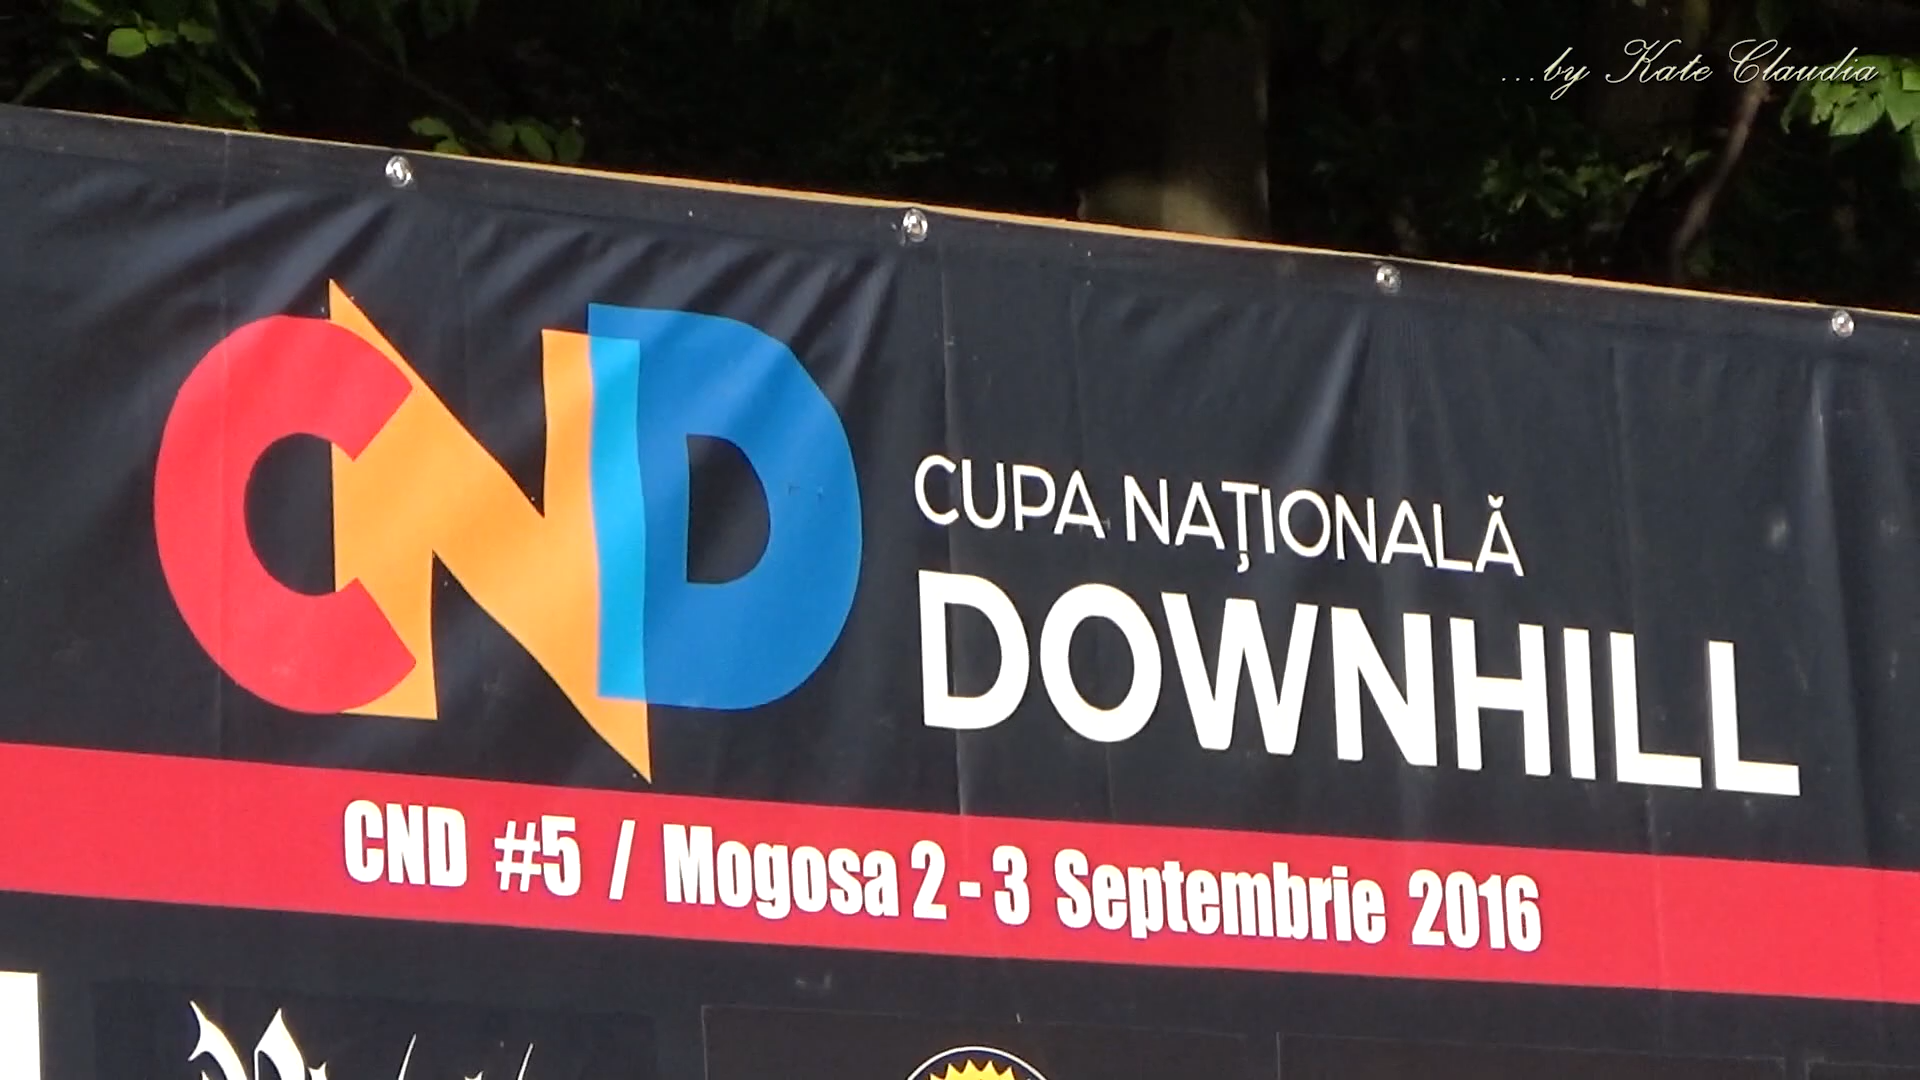 ...by Kate Claudia
CND
CUPA NAȚIONALĂ
DOWNHILL
CND #5 / Mogosa 2 - 3 Septembrie 2016